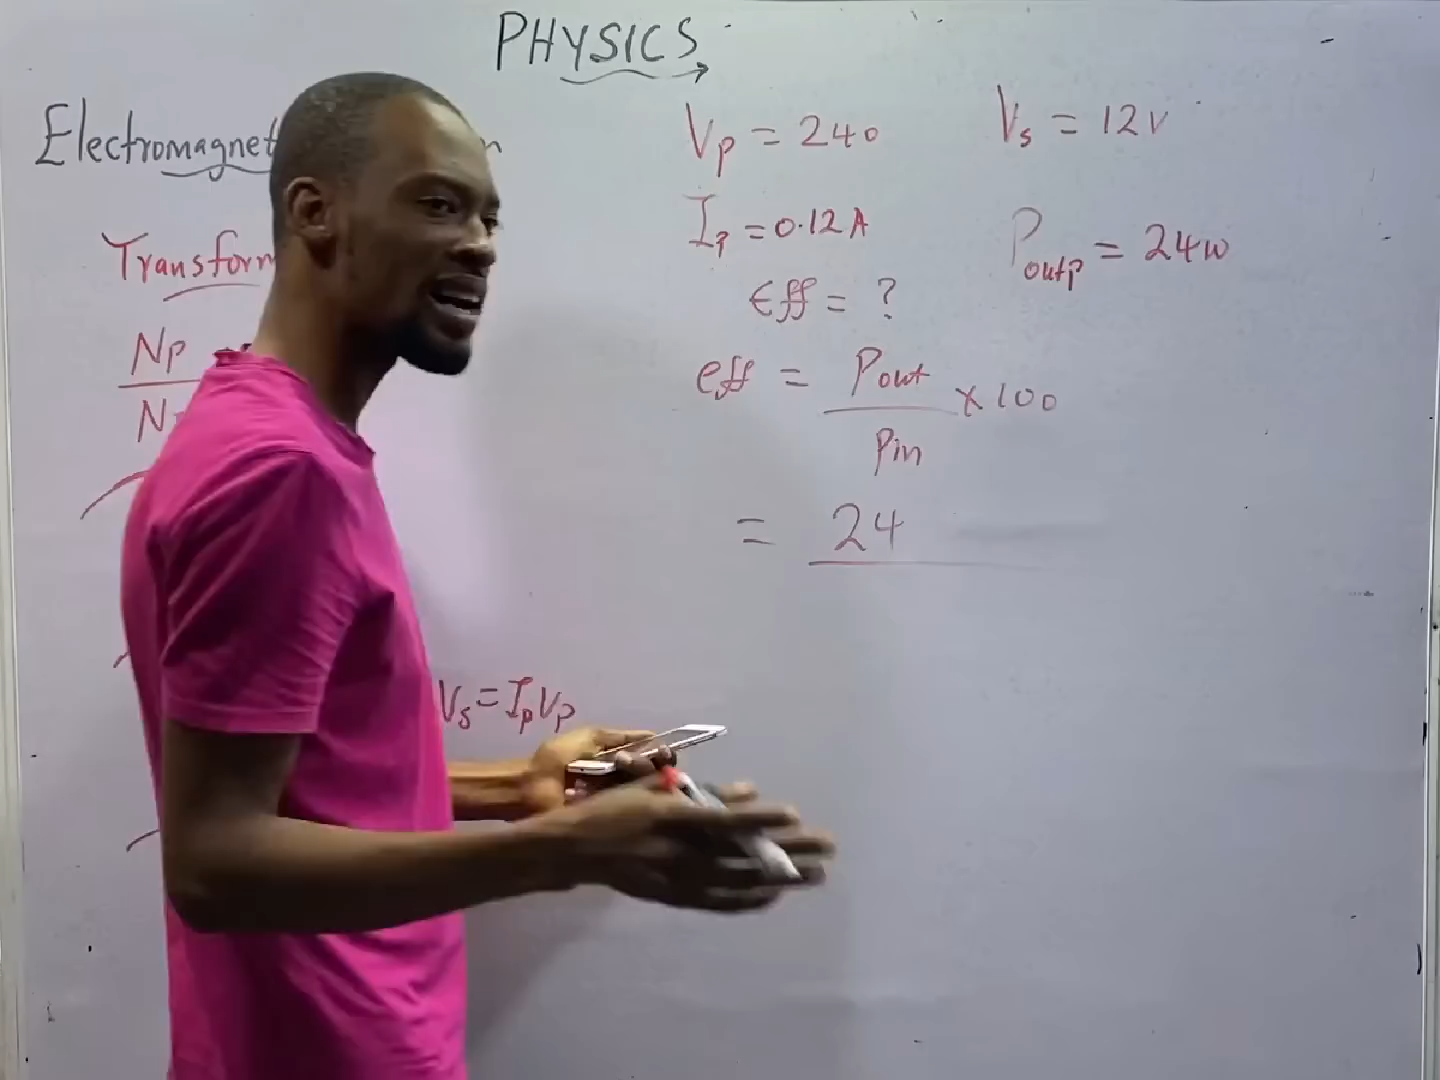 PHYSICS
Electromagnet
Transform
Np
N
Vs = IpVp
Vp = 240
Vs = 12V
Ip = 0.12A
Poutp = 24W
Eff = ?
eff = Pout / Pin × 100
= 24